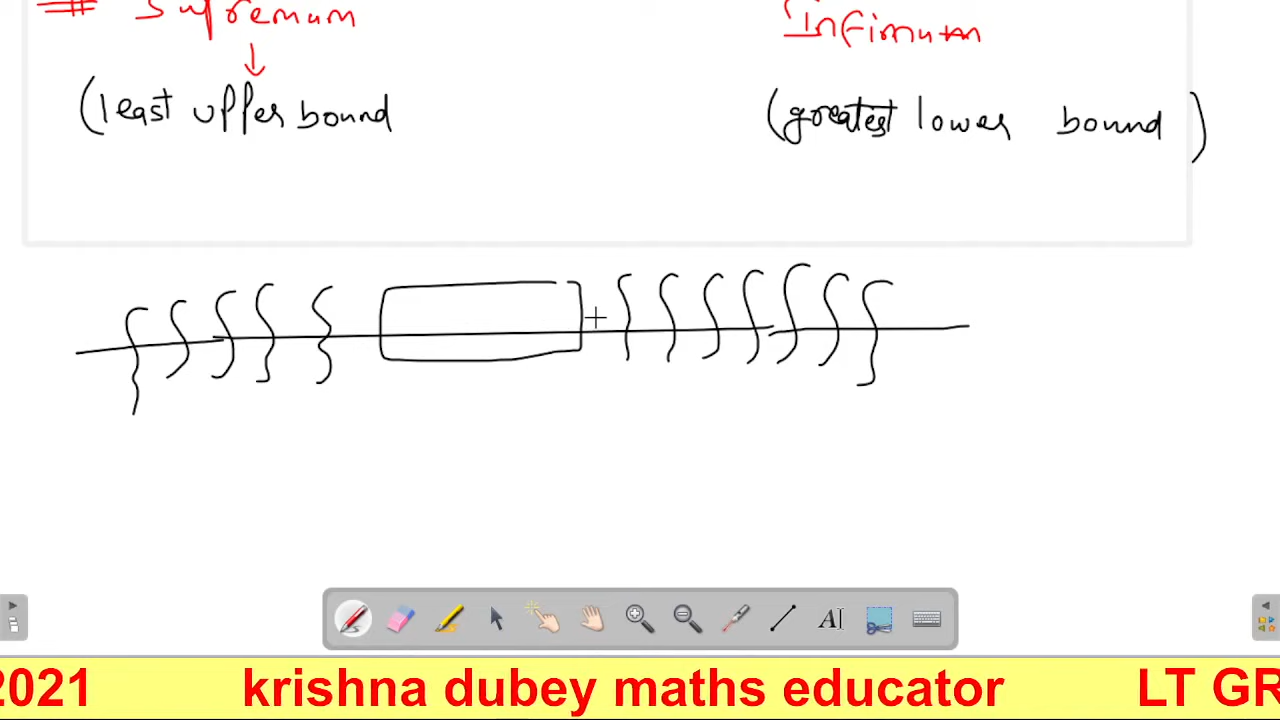 # Supremum
Infimum
(least upper bound
(greatest lower bound)
2021 krishna dubey maths educator LT GR